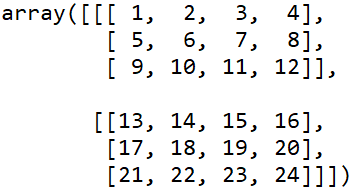 array([[[ 1,  2,  3,  4],
        [ 5,  6,  7,  8],
        [ 9, 10, 11, 12]],

       [[13, 14, 15, 16],
        [17, 18, 19, 20],
        [21, 22, 23, 24]]])